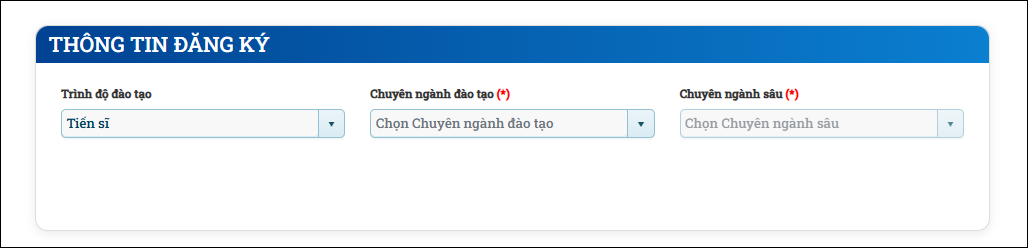 THÔNG TIN ĐĂNG KÝ
Trình độ đào tạo
Chuyên ngành đào tạo (*)
Chuyên ngành sâu (*)
Tiến sĩ
Chọn Chuyên ngành đào tạo
Chọn Chuyên ngành sâu